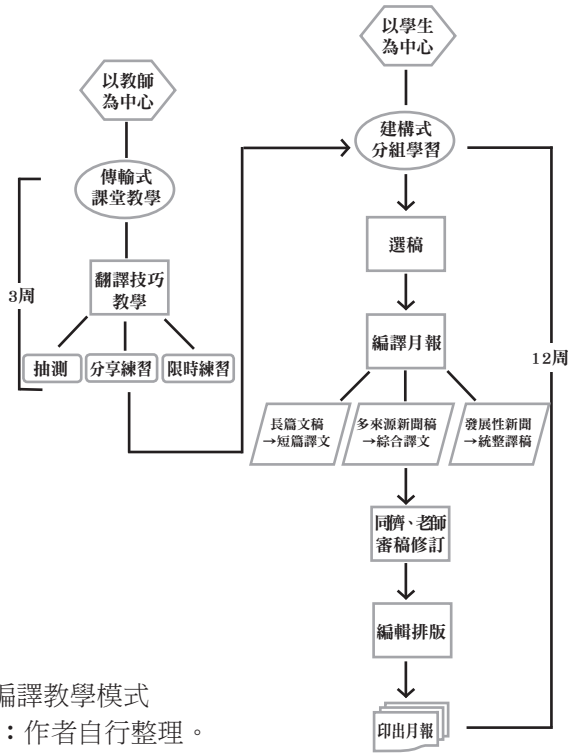 以教師
為中心
傳輸式
課堂教學
3周
翻譯技巧
教學
抽測
分享練習
限時練習
以學生
為中心
建構式
分組學習
選稿
編譯月報
12周
長篇文稿
→短篇譯文
多來源新聞稿
→綜合譯文
發展性新聞
→統整譯稿
同儕、老師
審稿修訂
編輯排版
印出月報
編譯教學模式
：作者自行整理。